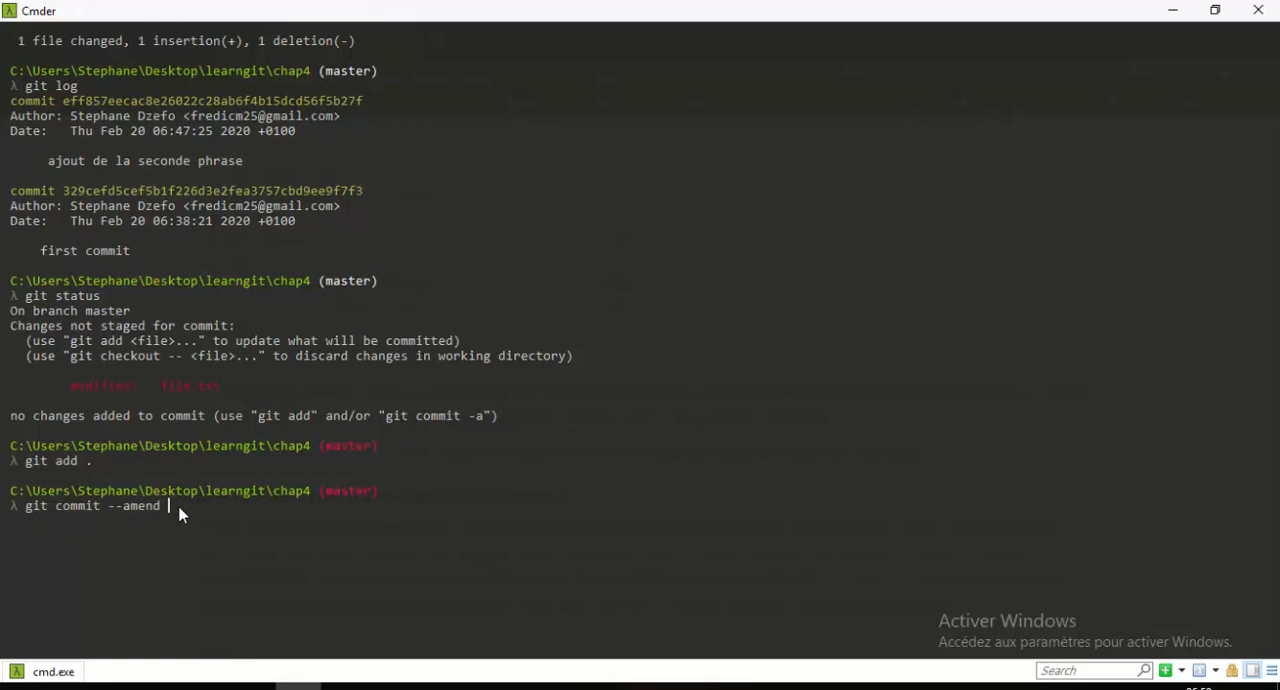 Cmder
1 file changed, 1 insertion(+), 1 deletion(-)
C:\Users\Stephane\Desktop\learngit\chap4 (master)
λ git log
commit eff857eecac8e26022c28ab6f4b15dcd56f5b27f
Author: Stephane Dzefo <fredicm25@gmail.com>
Date:   Thu Feb 20 06:47:25 2020 +0100
ajout de la seconde phrase
commit 329cefd5cef5b1f226d3e2fea3757cbd9ee9f7f3
Author: Stephane Dzefo <fredicm25@gmail.com>
Date:   Thu Feb 20 06:38:21 2020 +0100
first commit
C:\Users\Stephane\Desktop\learngit\chap4 (master)
λ git status
On branch master
Changes not staged for commit:
(use "git add <file>..." to update what will be committed)
(use "git checkout -- <file>..." to discard changes in working directory)
modified:   file.txt
no changes added to commit (use "git add" and/or "git commit -a")
C:\Users\Stephane\Desktop\learngit\chap4 (master)
λ git add .
C:\Users\Stephane\Desktop\learngit\chap4 (master)
λ git commit --amend
Activer Windows
Accédez aux paramètres pour activer Windows.
cmd.exe
Search